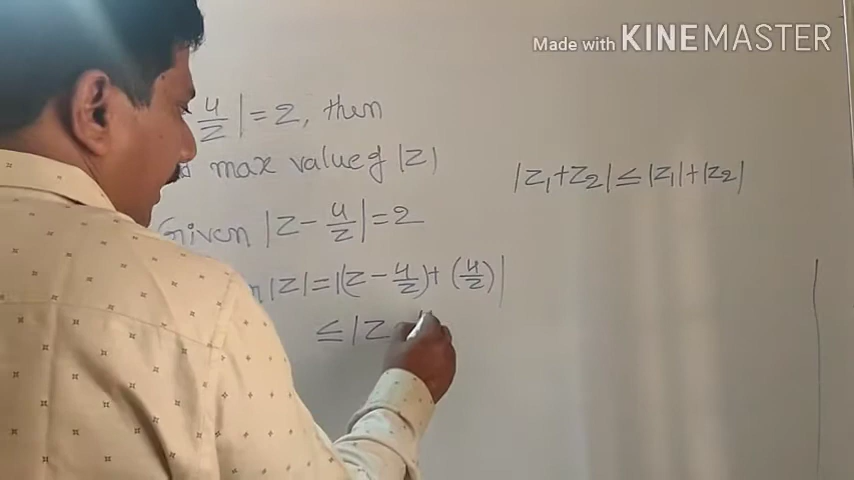 Made with KINEMASTER
4/z | = 2, then
max value of |z|
|z₁+z₂| ≤ |z₁|+|z₂|
Given |z - 4/z| = 2
|z| = |(z - 4/z) + (4/z)|
≤ |z